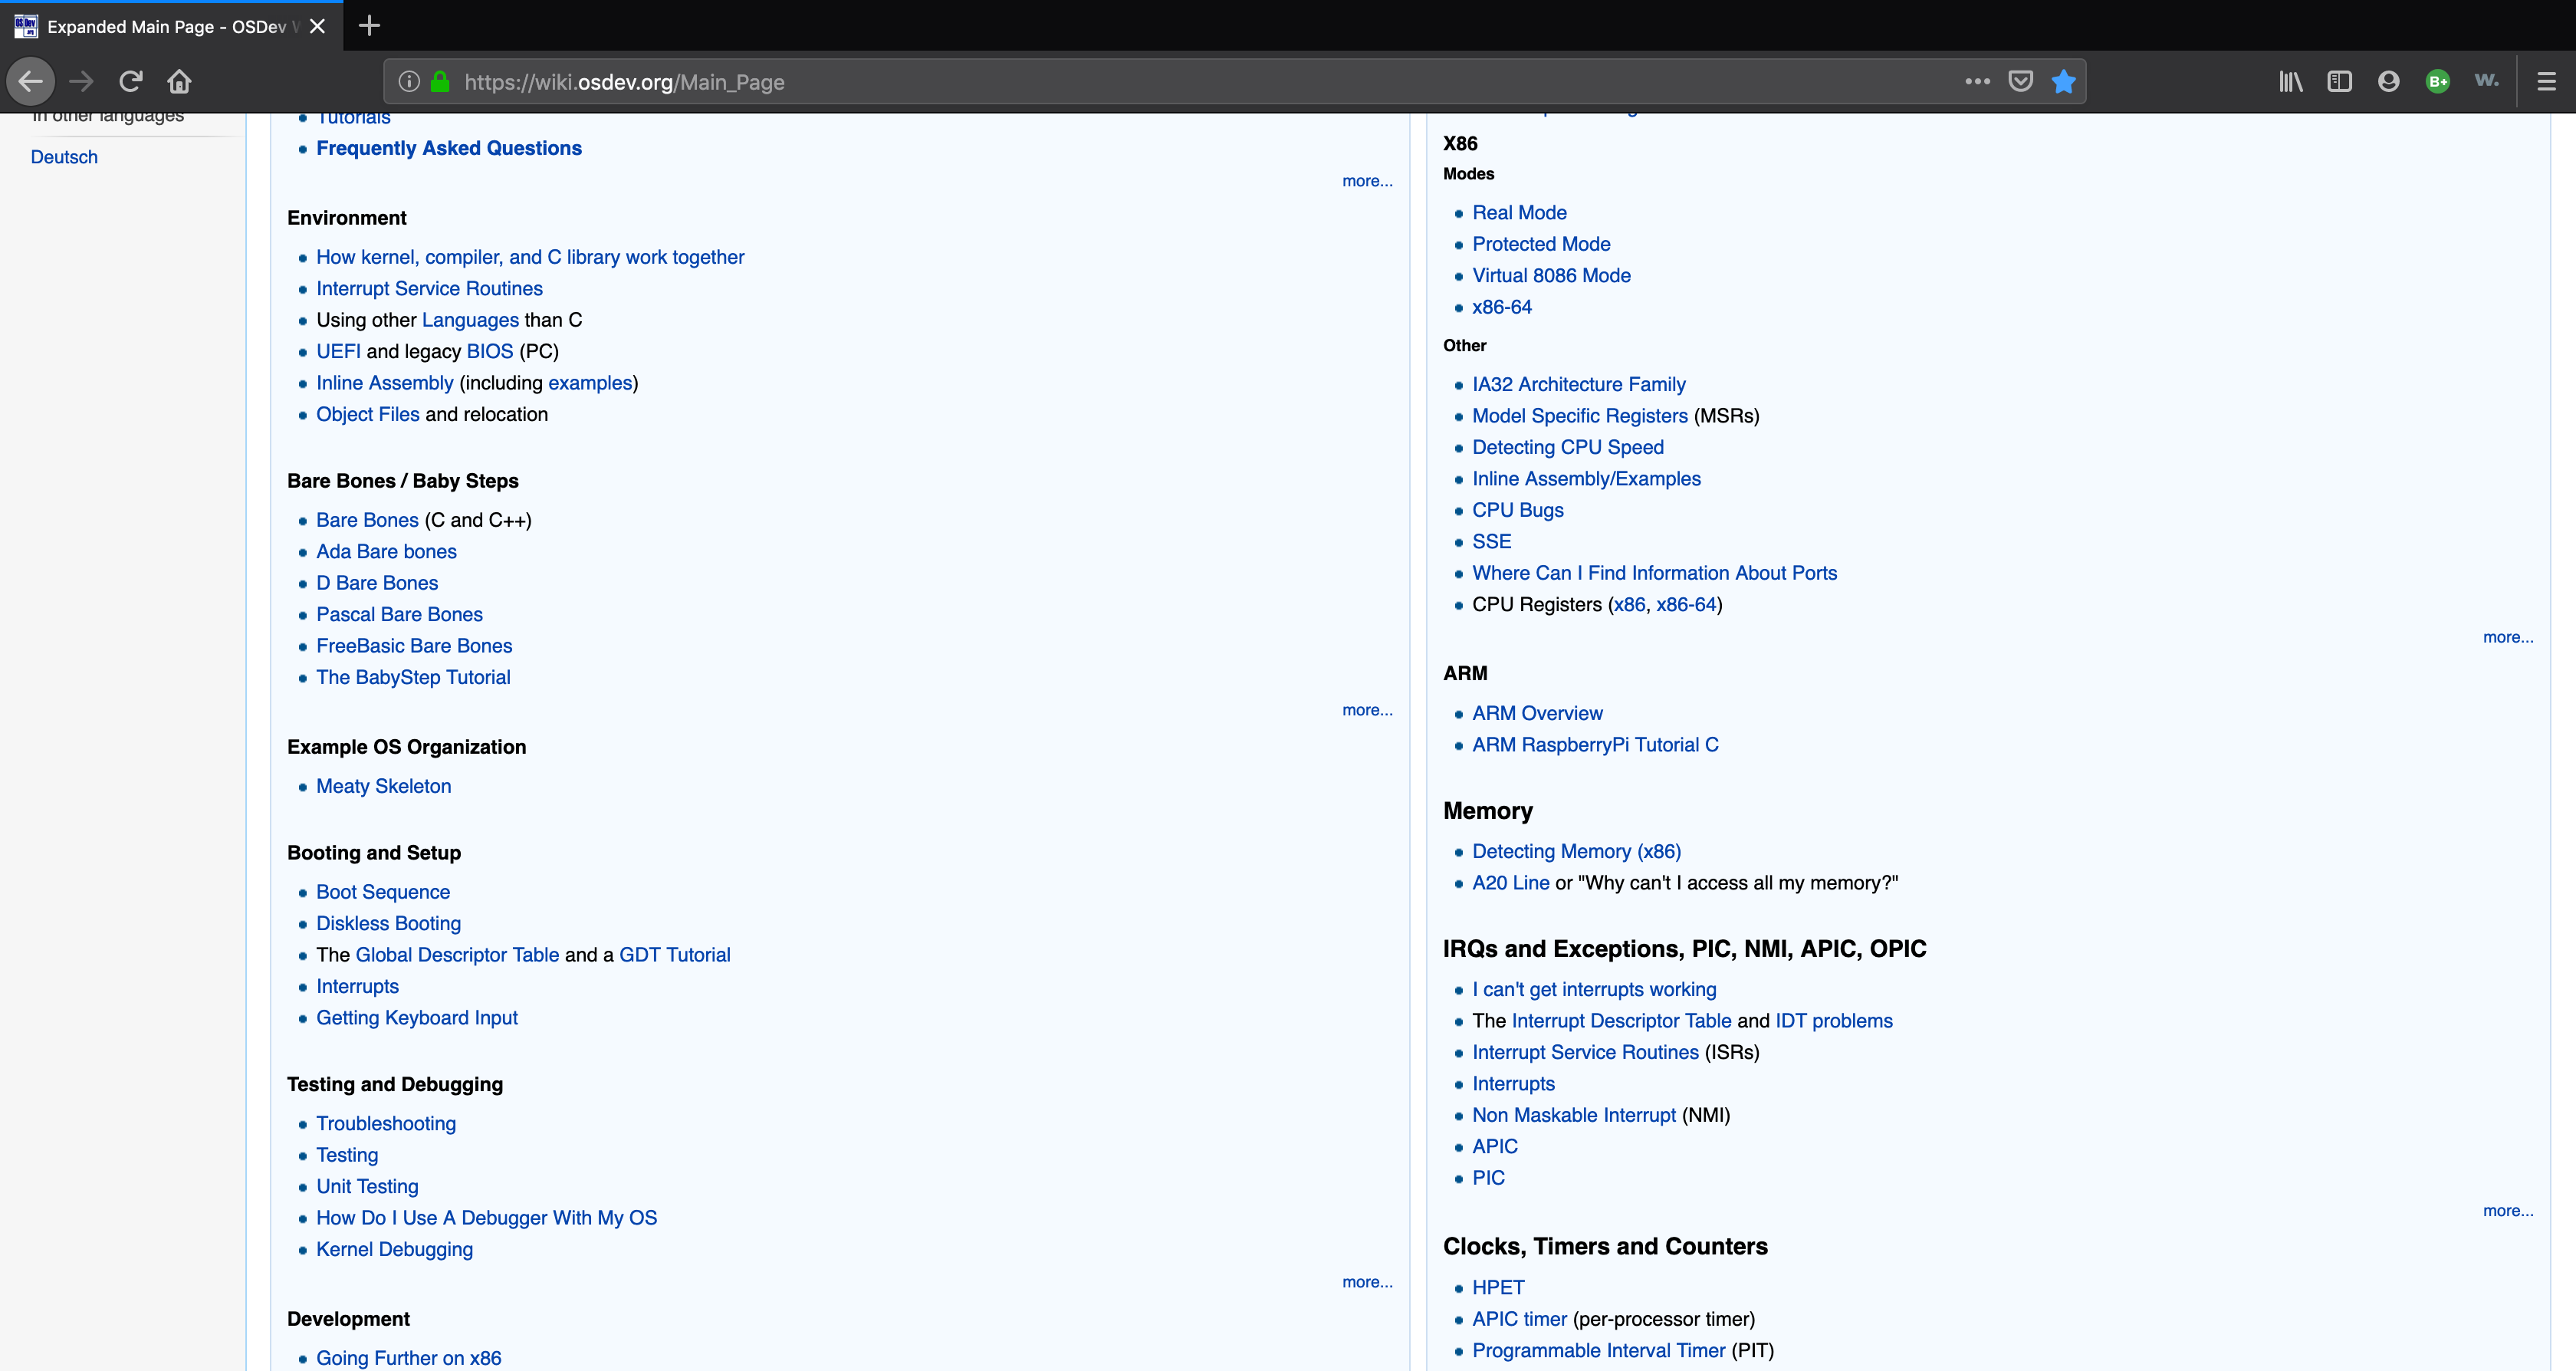 Expanded Main Page - OSDev
https://wiki.osdev.org/Main_Page
B+
w.
In other languages
Deutsch
Tutorials
Frequently Asked Questions
more...
Environment
How kernel, compiler, and C library work together
Interrupt Service Routines
Using other Languages than C
UEFI and legacy BIOS (PC)
Inline Assembly (including examples)
Object Files and relocation
Bare Bones / Baby Steps
Bare Bones (C and C++)
Ada Bare bones
D Bare Bones
Pascal Bare Bones
FreeBasic Bare Bones
The BabyStep Tutorial
more...
Example OS Organization
Meaty Skeleton
Booting and Setup
Boot Sequence
Diskless Booting
The Global Descriptor Table and a GDT Tutorial
Interrupts
Getting Keyboard Input
Testing and Debugging
Troubleshooting
Testing
Unit Testing
How Do I Use A Debugger With My OS
Kernel Debugging
more...
Development
Going Further on x86
X86
Modes
Real Mode
Protected Mode
Virtual 8086 Mode
x86-64
Other
IA32 Architecture Family
Model Specific Registers (MSRs)
Detecting CPU Speed
Inline Assembly/Examples
CPU Bugs
SSE
Where Can I Find Information About Ports
CPU Registers (x86, x86-64)
more...
ARM
ARM Overview
ARM RaspberryPi Tutorial C
Memory
Detecting Memory (x86)
A20 Line or "Why can't I access all my memory?"
IRQs and Exceptions, PIC, NMI, APIC, OPIC
I can't get interrupts working
The Interrupt Descriptor Table and IDT problems
Interrupt Service Routines (ISRs)
Interrupts
Non Maskable Interrupt (NMI)
APIC
PIC
more...
Clocks, Timers and Counters
HPET
APIC timer (per-processor timer)
Programmable Interval Timer (PIT)